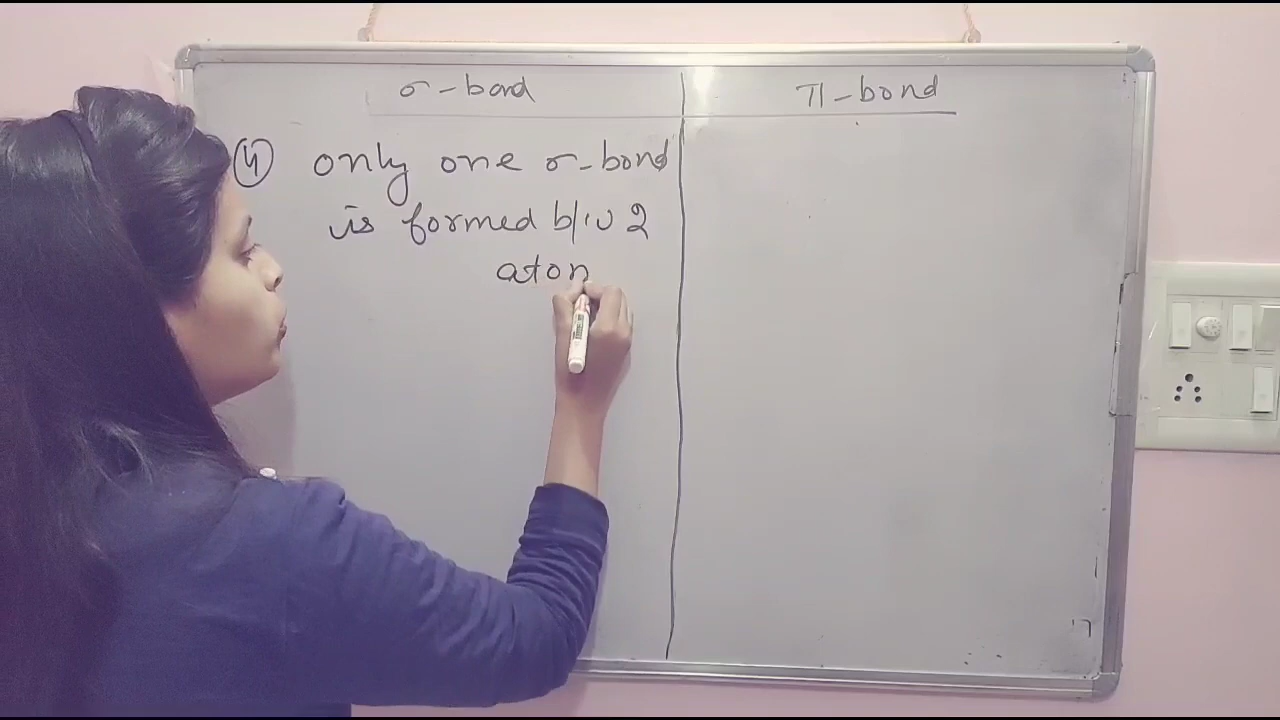 σ-bond
π-bond
④ only one σ-bond
is formed b/w 2
atom